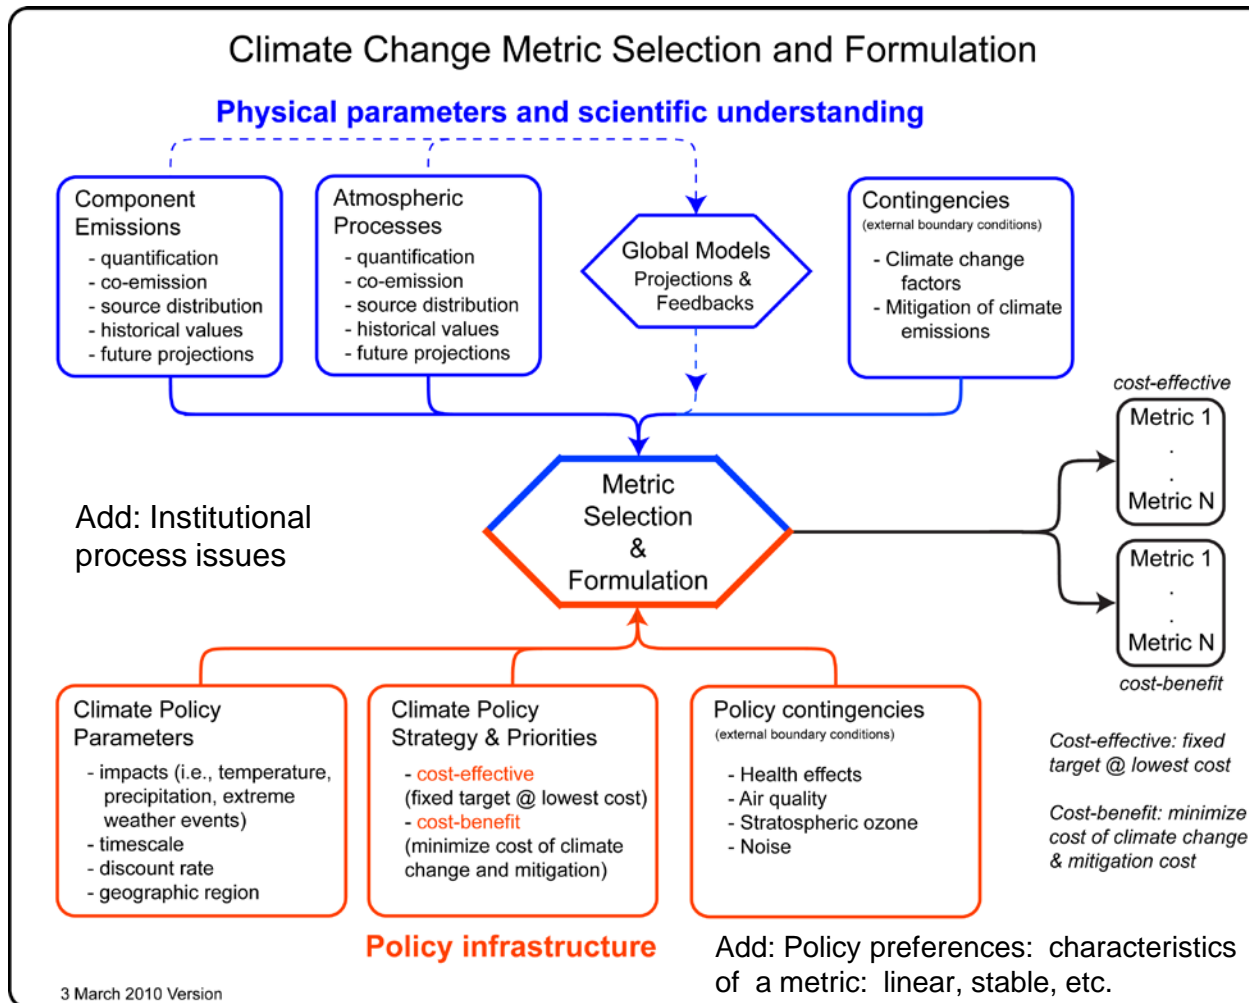 Climate Change Metric Selection and Formulation
Physical parameters and scientific understanding
Component
Emissions
- quantification
- co-emission
- source distribution
- historical values
- future projections
Atmospheric
Processes
- quantification
- co-emission
- source distribution
- historical values
- future projections
Global Models
Projections &
Feedbacks
Contingencies
(external boundary conditions)
- Climate change
factors
- Mitigation of climate
emissions
cost-effective
Metric 1
.
.
Metric N
Metric
Selection
&
Formulation
Add: Institutional
process issues
Metric 1
.
.
Metric N
cost-benefit
Climate Policy
Parameters
- impacts (i.e., temperature,
precipitation, extreme
weather events)
- timescale
- discount rate
- geographic region
Climate Policy
Strategy & Priorities
- cost-effective
(fixed target @ lowest cost)
- cost-benefit
(minimize cost of climate
change and mitigation)
Policy contingencies
(external boundary conditions)
- Health effects
- Air quality
- Stratospheric ozone
- Noise
Cost-effective: fixed
target @ lowest cost
Cost-benefit: minimize
cost of climate change
& mitigation cost
Policy infrastructure
Add: Policy preferences: characteristics
of a metric: linear, stable, etc.
3 March 2010 Version